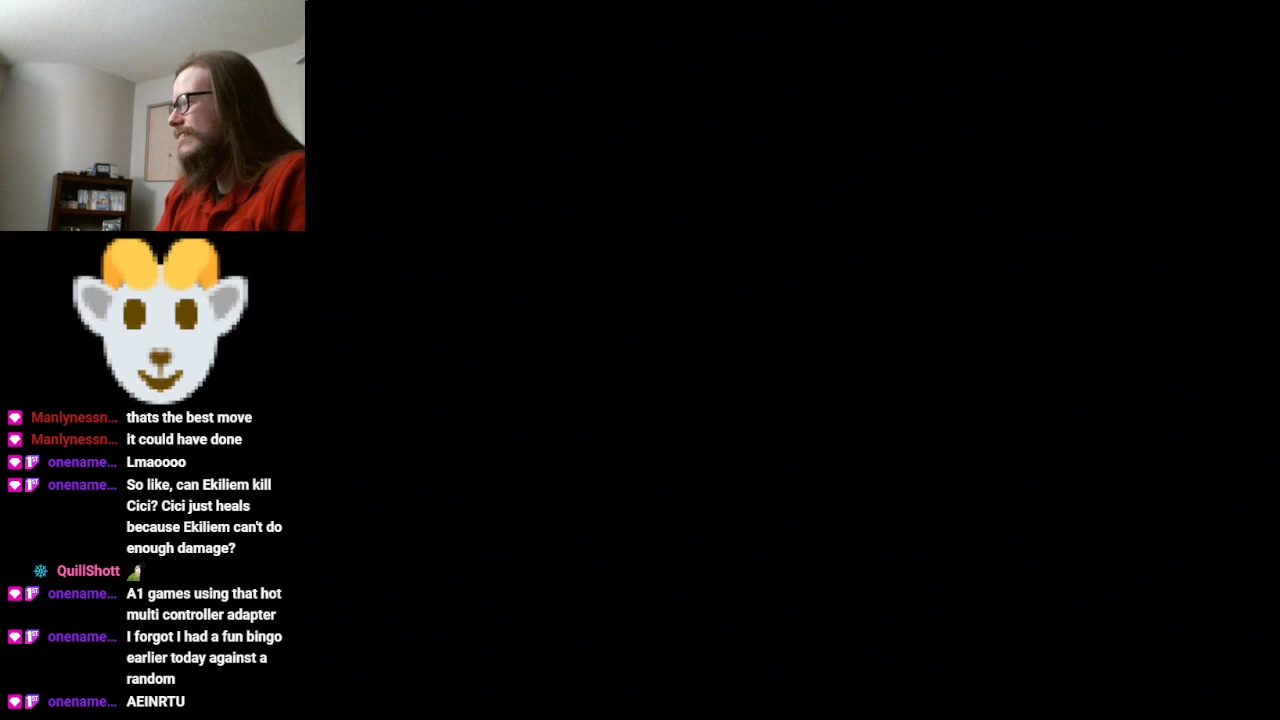 Manlynessn... thats the best move
Manlynessn... it could have done
onename... Lmaoooo
onename... So like, can Ekiliem kill
Cici? Cici just heals
because Ekiliem can't do
enough damage?
QuillShott
onename... A1 games using that hot
multi controller adapter
onename... I forgot I had a fun bingo
earlier today against a
random
onename... AEINRTU